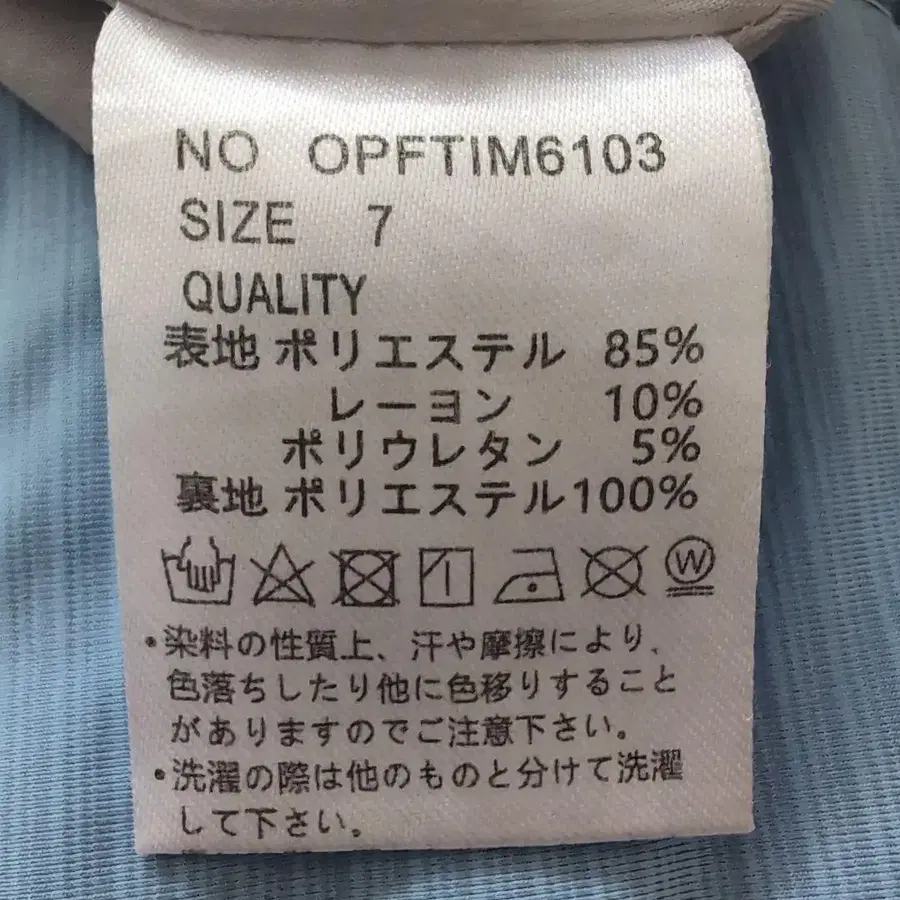 NO OPFTIM6103
SIZE 7
QUALITY
表地 ポリエステル 85%
レーヨン 10%
ポリウレタン 5%
裏地 ポリエステル100%
W
・染料の性質上、汗や摩擦により、
色落ちしたり他に色移りすること
がありますのでご注意下さい。
・洗濯の際は他のものと分けて洗濯
して下さい。